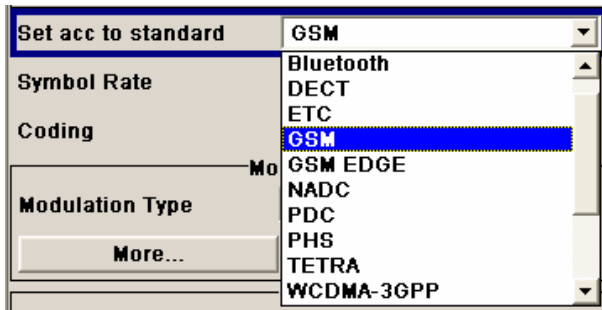 Set acc to standard GSM
Bluetooth
Symbol Rate
DECT
ETC
Coding
GSM
GSM EDGE
Mo
NADC
Modulation Type
PDC
PHS
More...
TETRA
WCDMA-3GPP